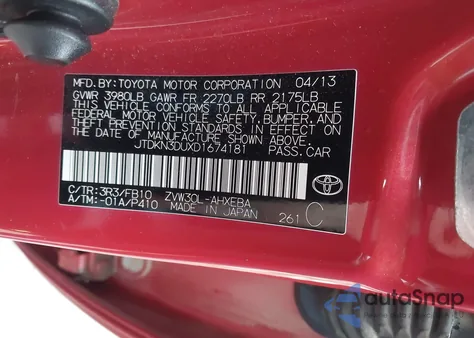 MFD.BY:TOYOTA MOTOR CORPORATION 04/13
GVWR 3980LB GAWR FR 2270LB RR 2175LB
THIS VEHICLE CONFORMS TO ALL APPLICABLE
FEDERAL MOTOR VEHICLE SAFETY,BUMPER, AND
THEFT PREVENTION STANDARDS IN EFFECT ON
THE DATE OF MANUFACTURE SHOWN ABOVE.
JTDKN3DUXD1674181 PASS.CAR
C/TR:3R3/FB10 ZVW30L-AHXEBA
A/TM:-01A/P410 MADE IN JAPAN 261 C
TOYOTA
autoSnap